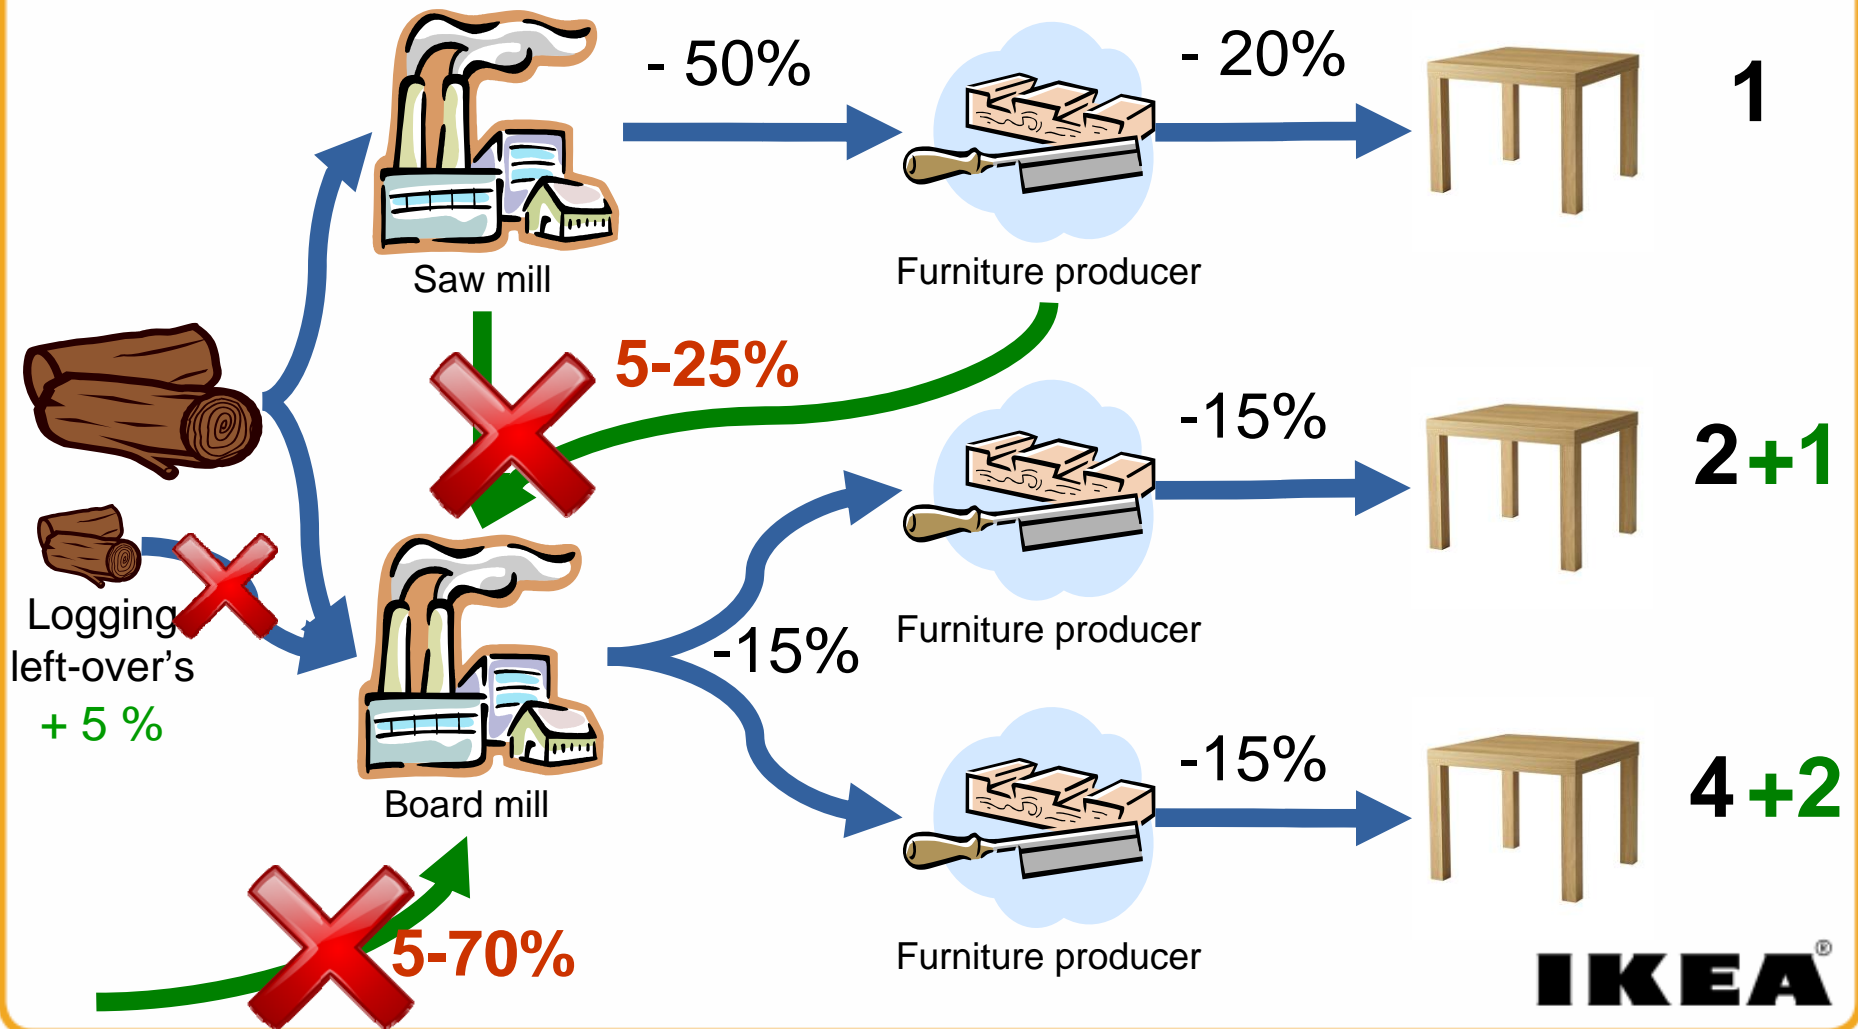 - 50%
- 20%
1
Saw mill
Furniture producer
5-25%
-15%
2 +1
Logging
left-over's
+ 5 %
-15%
Furniture producer
-15%
4 +2
Board mill
5-70%
Furniture producer
IKEA®